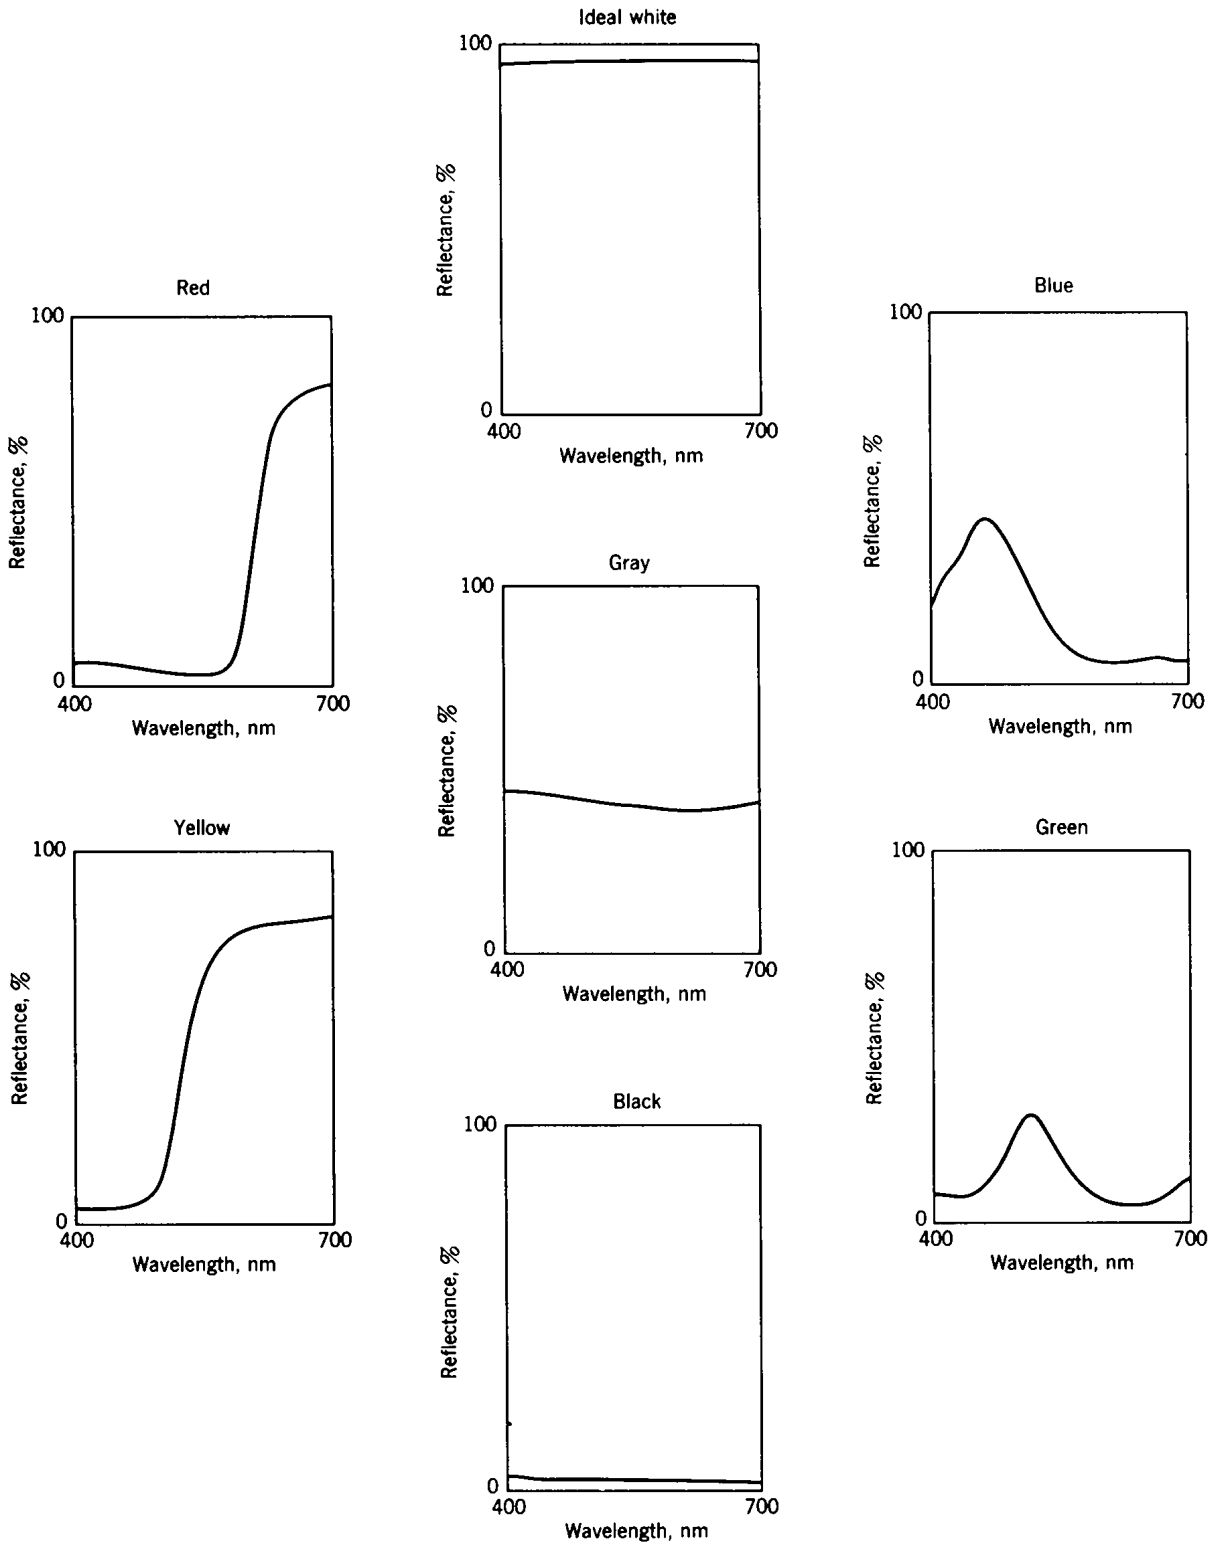 Ideal white
100
Reflectance, %
0
400 700
Wavelength, nm
Red
100
Reflectance, %
0
400 700
Wavelength, nm
Blue
100
Reflectance, %
0
400 700
Wavelength, nm
Gray
100
Reflectance, %
0
400 700
Wavelength, nm
Yellow
100
Reflectance, %
0
400 700
Wavelength, nm
Green
100
Reflectance, %
0
400 700
Wavelength, nm
Black
100
Reflectance, %
0
400 700
Wavelength, nm